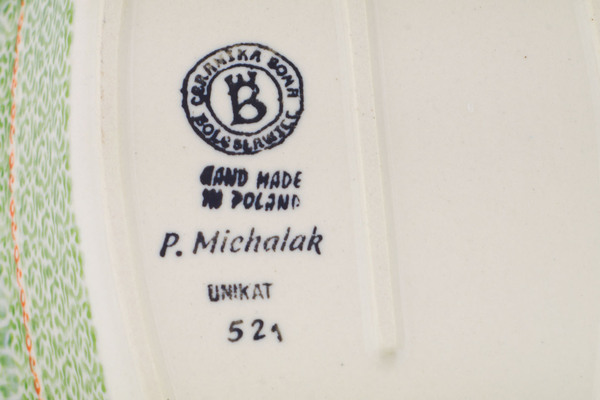 CERAMIKA BONA
BOLESŁAWIEC
B
HAND MADE
IN POLAND
P. Michalak
UNIKAT
521